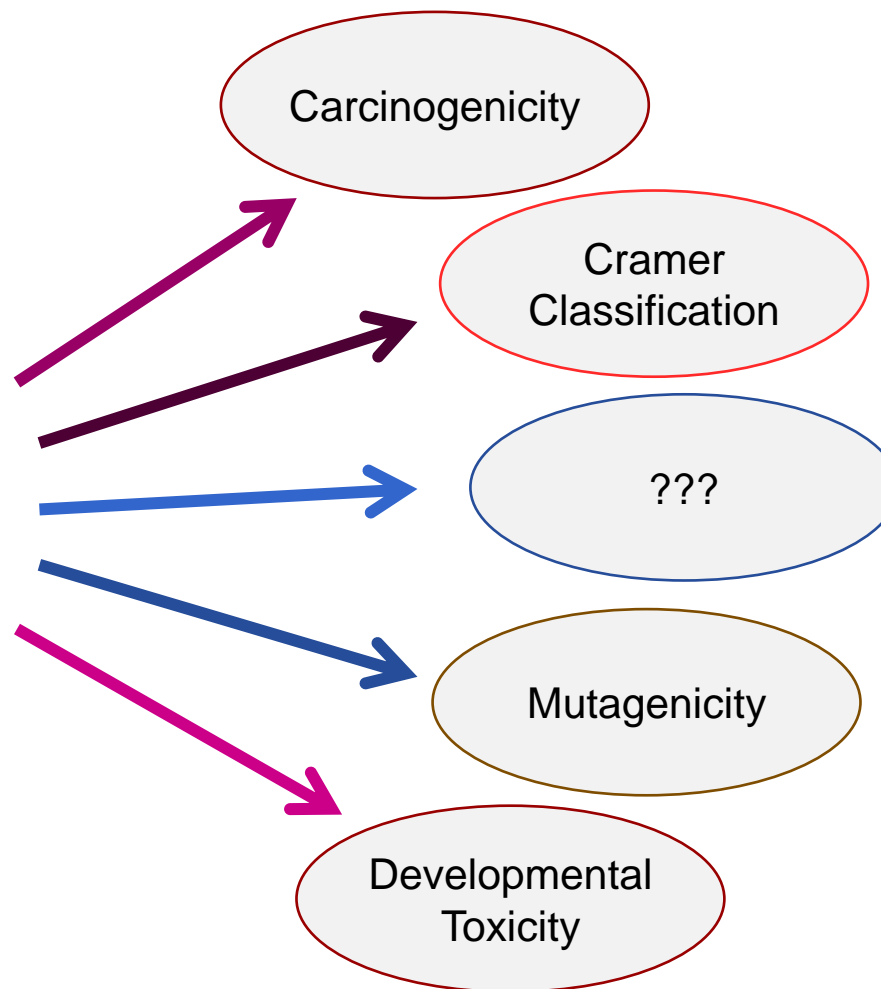 Carcinogenicity
Cramer
Classification
???
Mutagenicity
Developmental
Toxicity